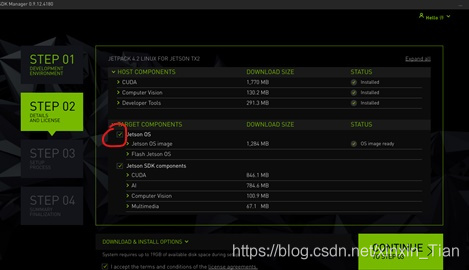 SDK Manager 0.9.12.4180
Hello
STEP 01
DEVELOPMENT
ENVIRONMENT
STEP 02
DETAILS
AND LICENSE
STEP 03
SETUP
PROCESS
STEP 04
SUMMARY
FINALIZATION
JETPACK 4.2 LINUX FOR JETSON TX2
Expand all
HOST COMPONENTS DOWNLOAD SIZE STATUS
CUDA 1,770 MB Installed
Computer Vision 130.2 MB Installed
Developer Tools 291.3 MB Installed
TARGET COMPONENTS DOWNLOAD SIZE STATUS
Jetson OS
Jetson OS image 1,284 MB OS image ready
Flash Jetson OS
Jetson SDK components
CUDA 846.1 MB
AI 784.6 MB
Computer Vision 100.9 MB
Multimedia 67.1 MB
DOWNLOAD & INSTALL OPTIONS
System requires up to 19GB of available disk space during setup.
I accept the terms and conditions of the license agreements.
CONTINUE
https://blog.csdn.net/xinxin_Tian